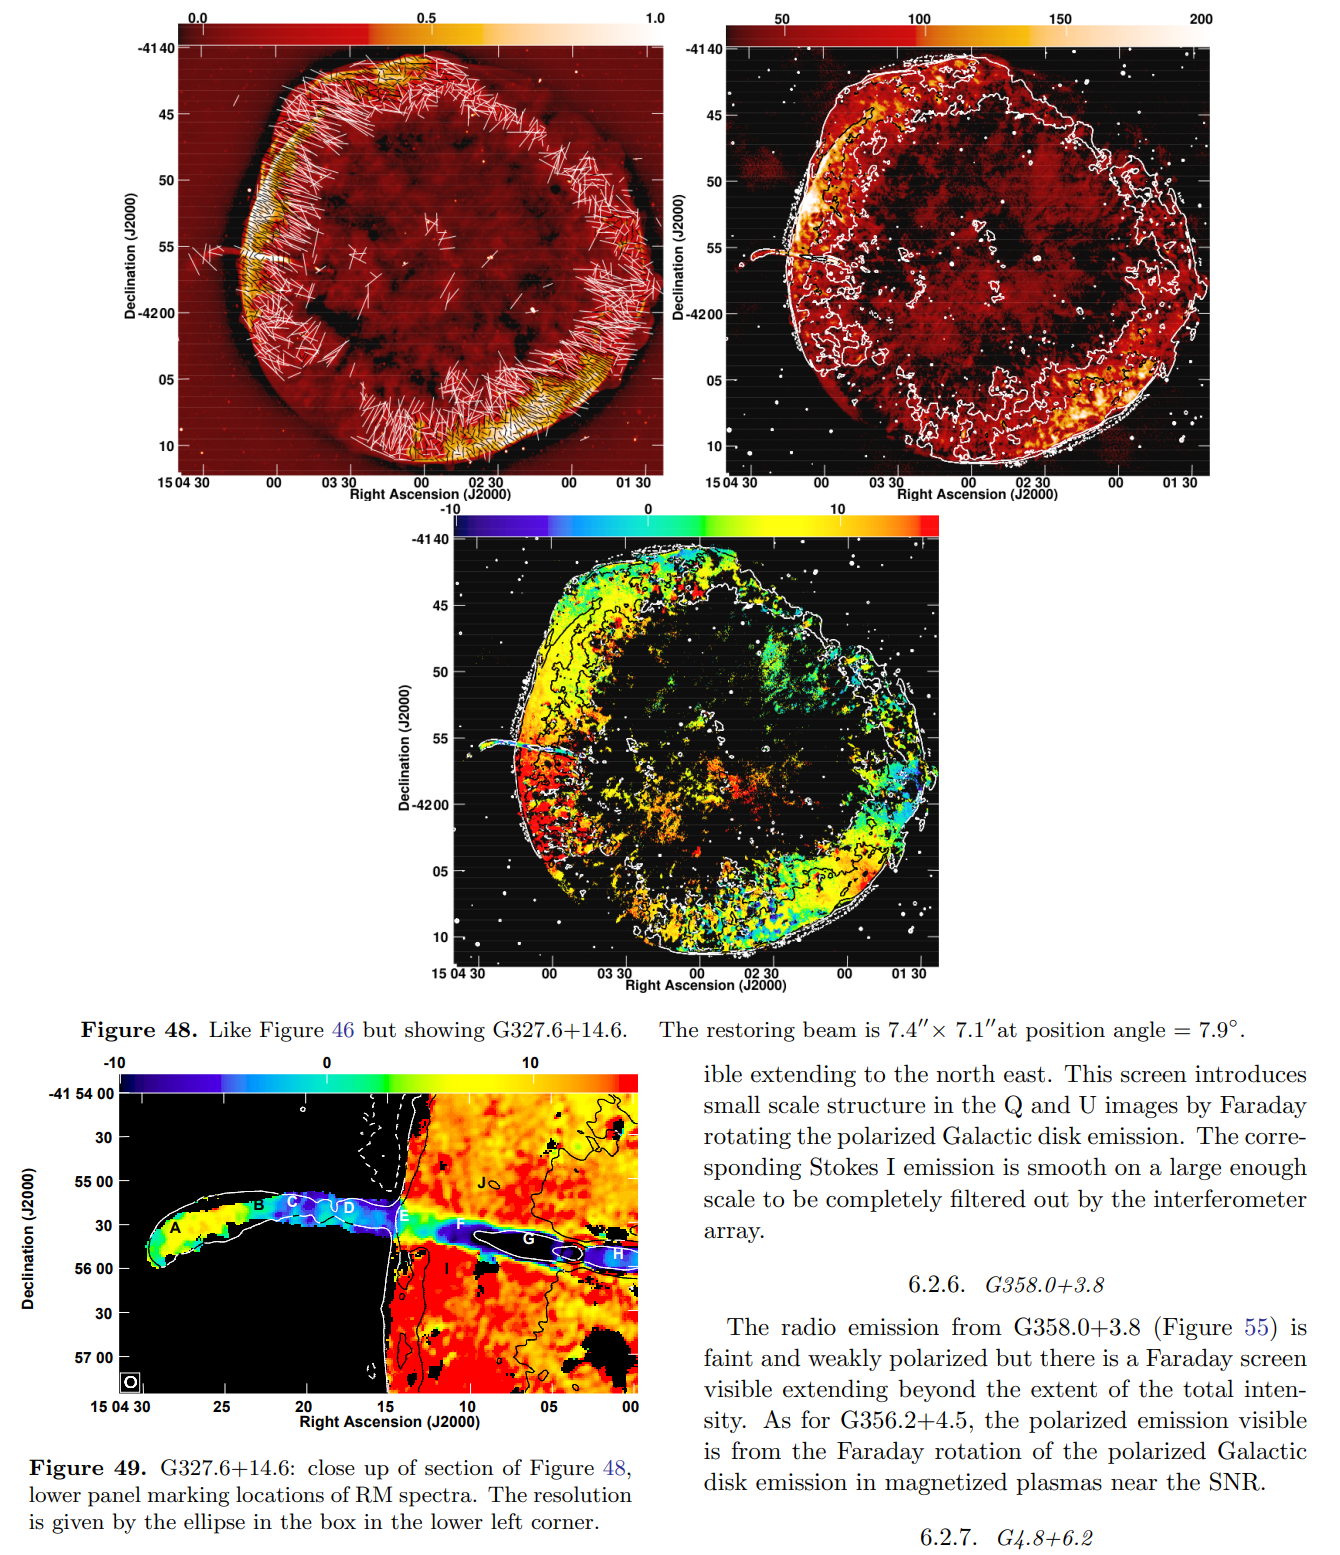 0.0 0.5 1.0
-41 40
45
50
55
-42 00
05
10
Declination (J2000)
15 04 30 00 03 30 00 02 30 00 01 30
Right Ascension (J2000)
50 100 150 200
-41 40
45
50
55
-42 00
05
10
Declination (J2000)
15 04 30 00 03 30 00 02 30 00 01 30
Right Ascension (J2000)
-10 0 10
-41 40
45
50
55
-42 00
05
10
Declination (J2000)
15 04 30 00 03 30 00 02 30 00 01 30
Right Ascension (J2000)
Figure 48. Like Figure 46 but showing G327.6+14.6. The restoring beam is 7.4″× 7.1″at position angle = 7.9°.
-10 0 10
-41 54 00
30
55 00
30
56 00
30
57 00
Declination (J2000)
A
B
C
D
E
F
G
H
I
J
15 04 30 25 20 15 10 05 00
Right Ascension (J2000)
Figure 49. G327.6+14.6: close up of section of Figure 48,
lower panel marking locations of RM spectra. The resolution
is given by the ellipse in the box in the lower left corner.
ible extending to the north east. This screen introduces
small scale structure in the Q and U images by Faraday
rotating the polarized Galactic disk emission. The corre-
sponding Stokes I emission is smooth on a large enough
scale to be completely filtered out by the interferometer
array.
6.2.6. G358.0+3.8
The radio emission from G358.0+3.8 (Figure 55) is
faint and weakly polarized but there is a Faraday screen
visible extending beyond the extent of the total inten-
sity. As for G356.2+4.5, the polarized emission visible
is from the Faraday rotation of the polarized Galactic
disk emission in magnetized plasmas near the SNR.
6.2.7. G4.8+6.2